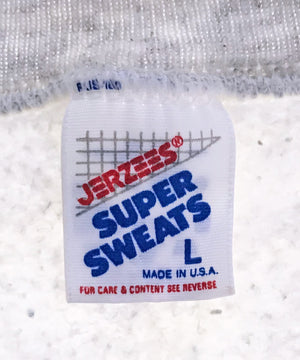 JERZEES®
SUPER
SWEATS
L
MADE IN U.S.A.
FOR CARE & CONTENT SEE REVERSE